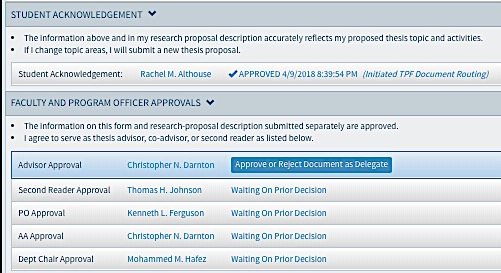 STUDENT ACKNOWLEDGEMENT
• The information above and in my research proposal description accurately reflects my proposed thesis topic and activities.
• If I change topic areas, I will submit a new thesis proposal.
Student Acknowledgement: Rachel M. Althouse ✔ APPROVED 4/9/2018 8:39:54 PM (Initiated TPF Document Routing)
FACULTY AND PROGRAM OFFICER APPROVALS
• The information on this form and research-proposal description submitted separately are approved.
• I agree to serve as thesis advisor, co-advisor, or second reader as listed below.
Advisor Approval Christopher N. Darnton Approve or Reject Document as Delegate
Second Reader Approval Thomas H. Johnson Waiting On Prior Decision
PO Approval Kenneth L. Ferguson Waiting On Prior Decision
AA Approval Christopher N. Darnton Waiting On Prior Decision
Dept Chair Approval Mohammed M. Hafez Waiting On Prior Decision